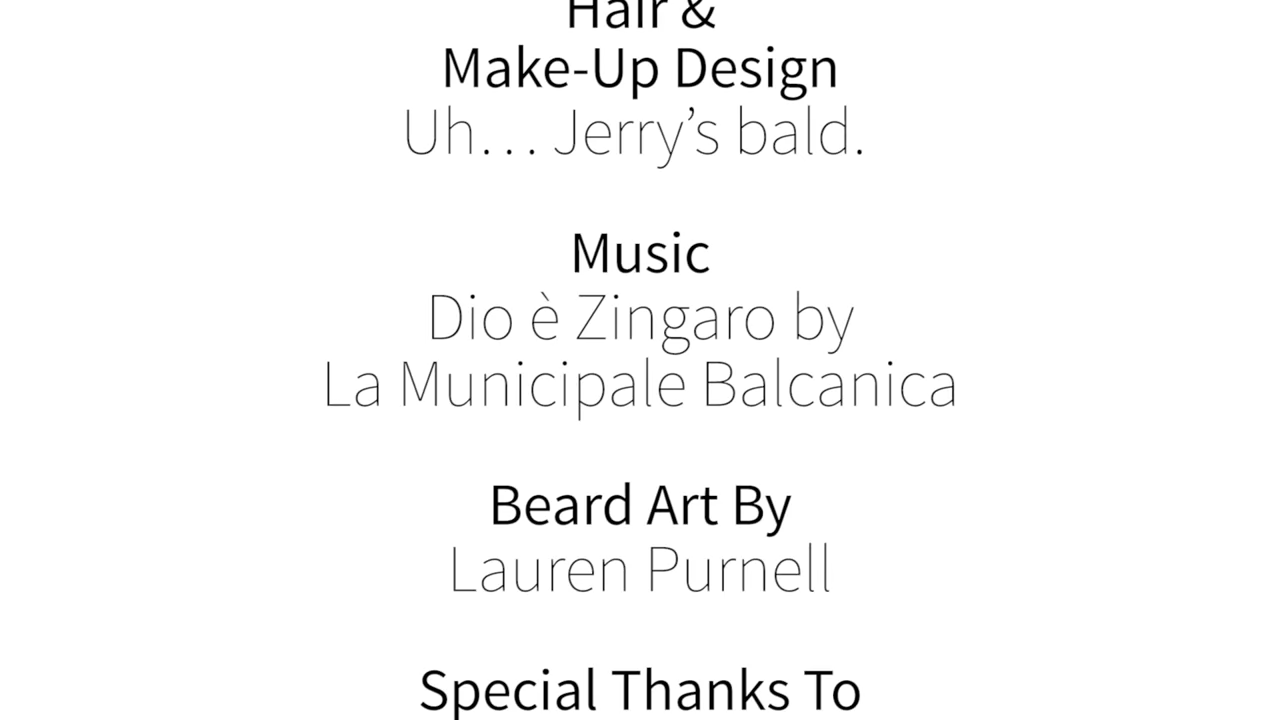 Hair &
Make-Up Design
Uh… Jerry’s bald.
Music
Dio è Zingaro by
La Municipale Balcanica
Beard Art By
Lauren Purnell
Special Thanks To